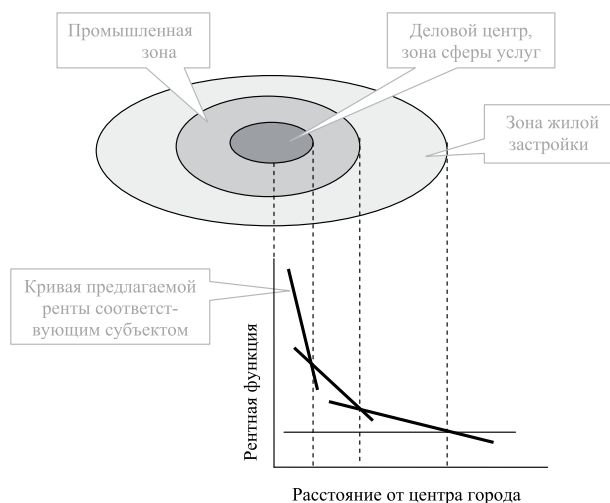 Промышленная
зона
Деловой центр,
зона сферы услуг
Зона жилой
застройки
Кривая предлагаемой
ренты соответст-
вующим субъектом
Рентная функция
Расстояние от центра города